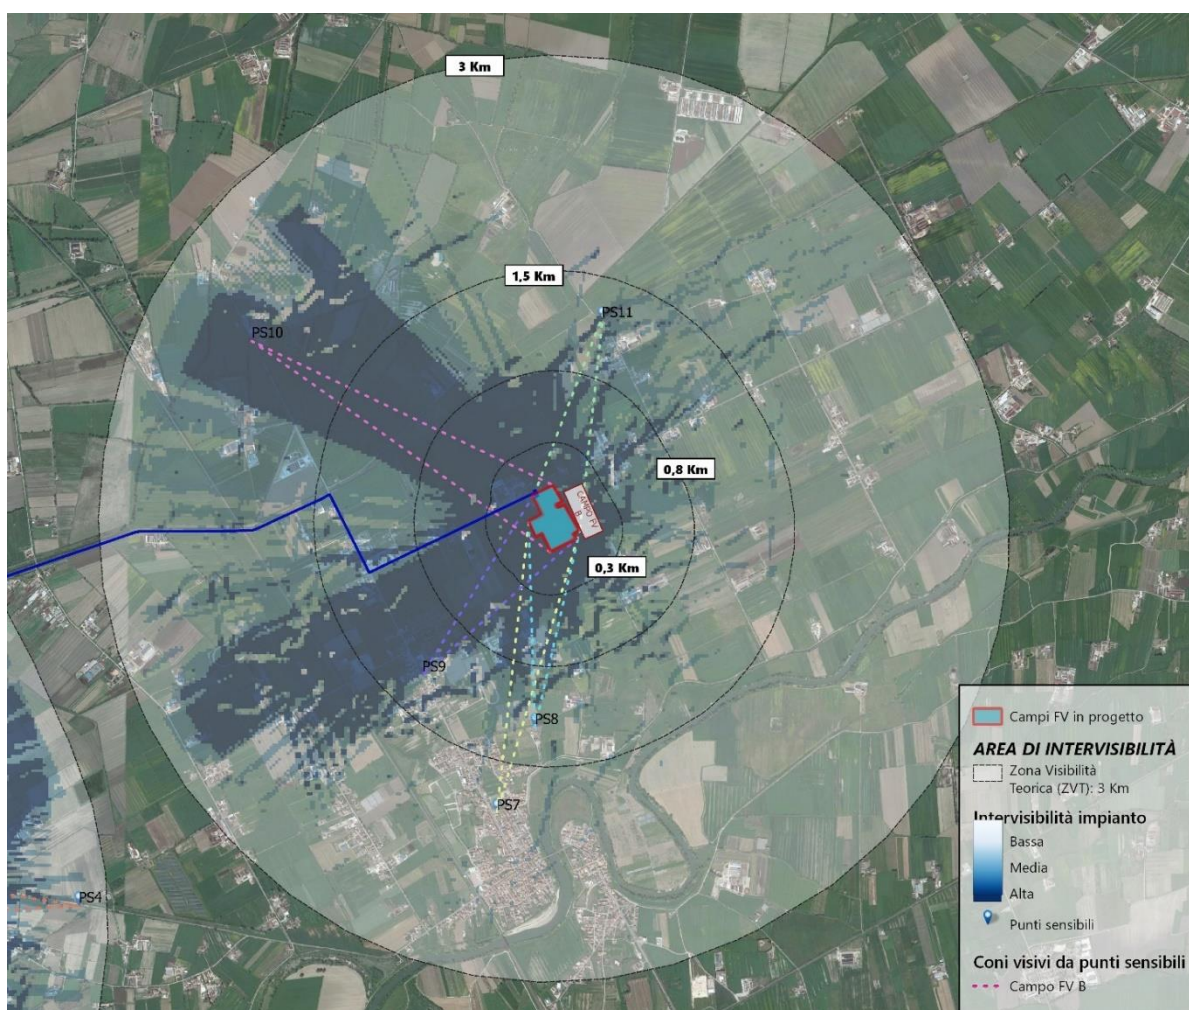 3 Km
1,5 Km
PS11
PS10
0,8 Km
CAMPO FV
B
0,3 Km
PS9
PS8
PS7
PS4
Campi FV in progetto
AREA DI INTERVISIBILITÀ
Zona Visibilità
Teorica (ZVT): 3 Km
Intervisibilità impianto
Bassa
Media
Alta
Punti sensibili
Coni visivi da punti sensibili
Campo FV B